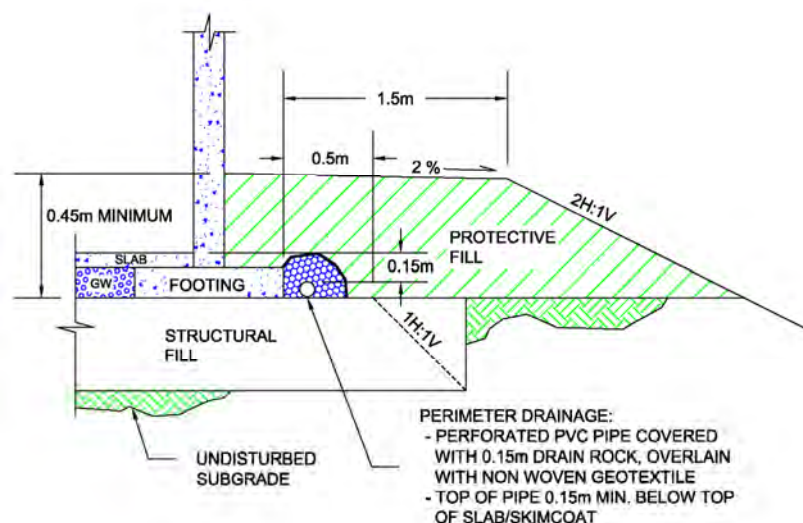 1.5m
0.5m
2 %
0.45m MINIMUM
2H:1V
PROTECTIVE
FILL
SLAB
0.15m
GW
FOOTING
STRUCTURAL
FILL
1H:1V
UNDISTURBED
SUBGRADE
PERIMETER DRAINAGE:
- PERFORATED PVC PIPE COVERED
WITH 0.15m DRAIN ROCK, OVERLAIN
WITH NON WOVEN GEOTEXTILE
- TOP OF PIPE 0.15m MIN. BELOW TOP
OF SLAB/SKIMCOAT